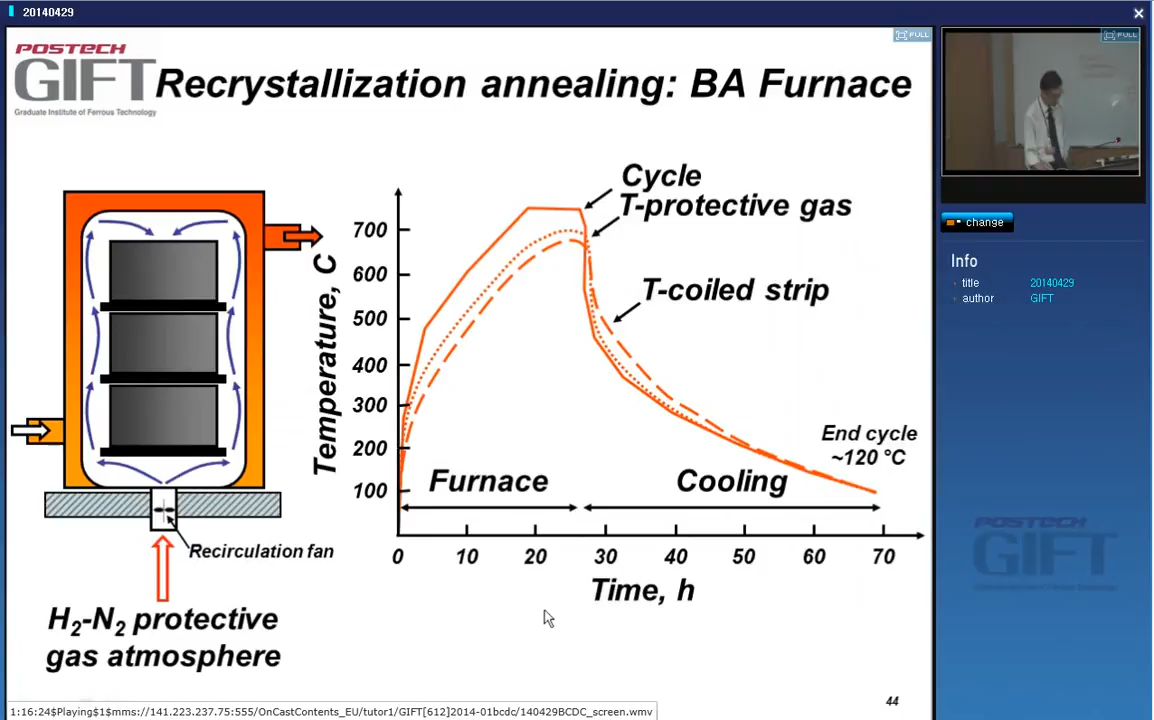 20140429
FULL
POSTECH
GIFT
Graduate Institute of Ferrous Technology
Recrystallization annealing: BA Furnace
Cycle
T-protective gas
T-coiled strip
End cycle
~120 °C
Furnace
Cooling
Temperature, C
700
600
500
400
300
200
100
0 10 20 30 40 50 60 70
Time, h
Recirculation fan
H2-N2 protective
gas atmosphere
44
1:16:24$Playing$1$mms://141.223.237.75:555/OnCastContents_EU/tutor1/GIFT[612]2014-01bcdc/140429BCDC_screen.wmv
FULL
change
Info
title 20140429
author GIFT
POSTECH
GIFT